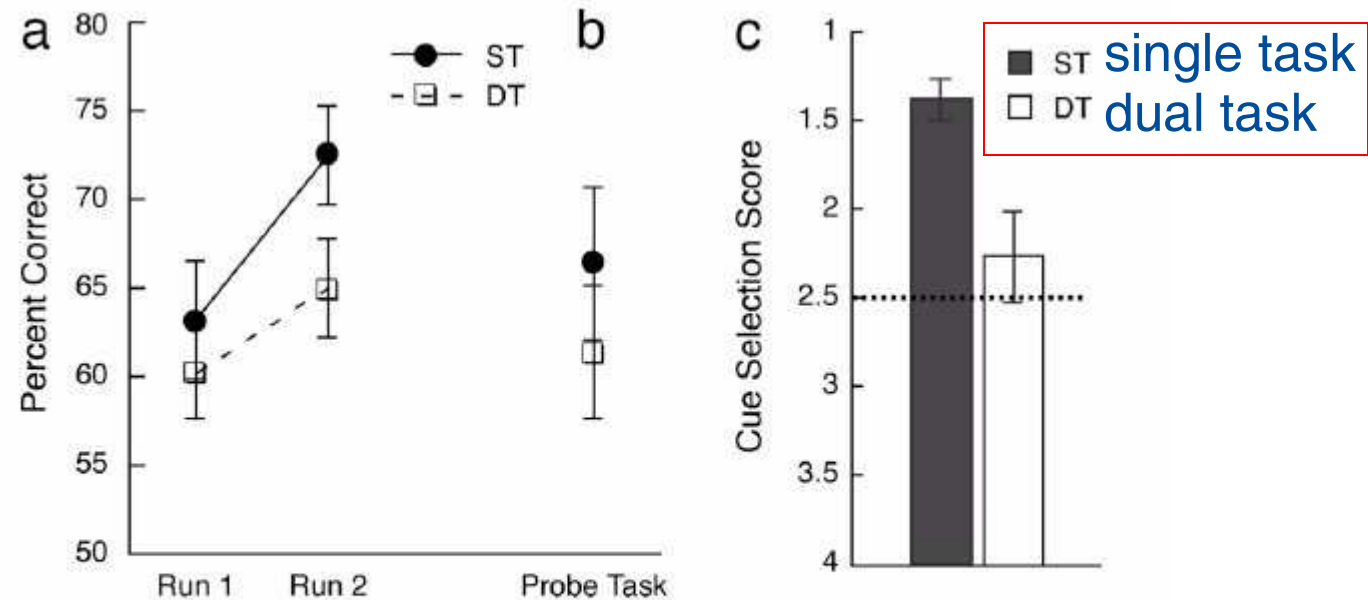 a
80
75
70
65
60
55
50
Percent Correct
Run 1
Run 2
Probe Task
ST
DT
b
c
1
1.5
2
2.5
3
3.5
4
Cue Selection Score
ST single task
DT dual task